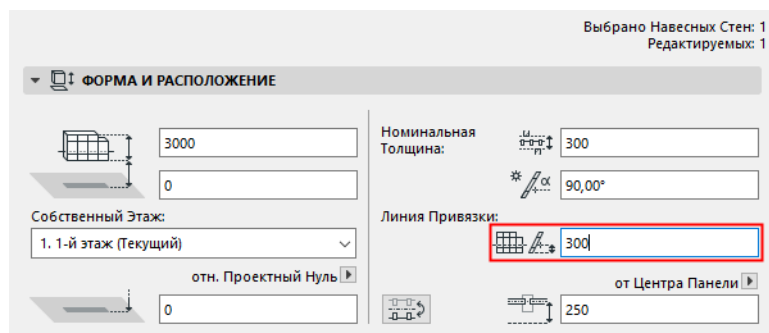 Выбрано Навесных Стен: 1
Редактируемых: 1
ФОРМА И РАСПОЛОЖЕНИЕ
3000
0
Номинальная
Толщина:
300
α
90,00°
Собственный Этаж:
1. 1-й этаж (Текущий)
Линия Привязки:
300
отн. Проектный Нуль
0
от Центра Панели
250